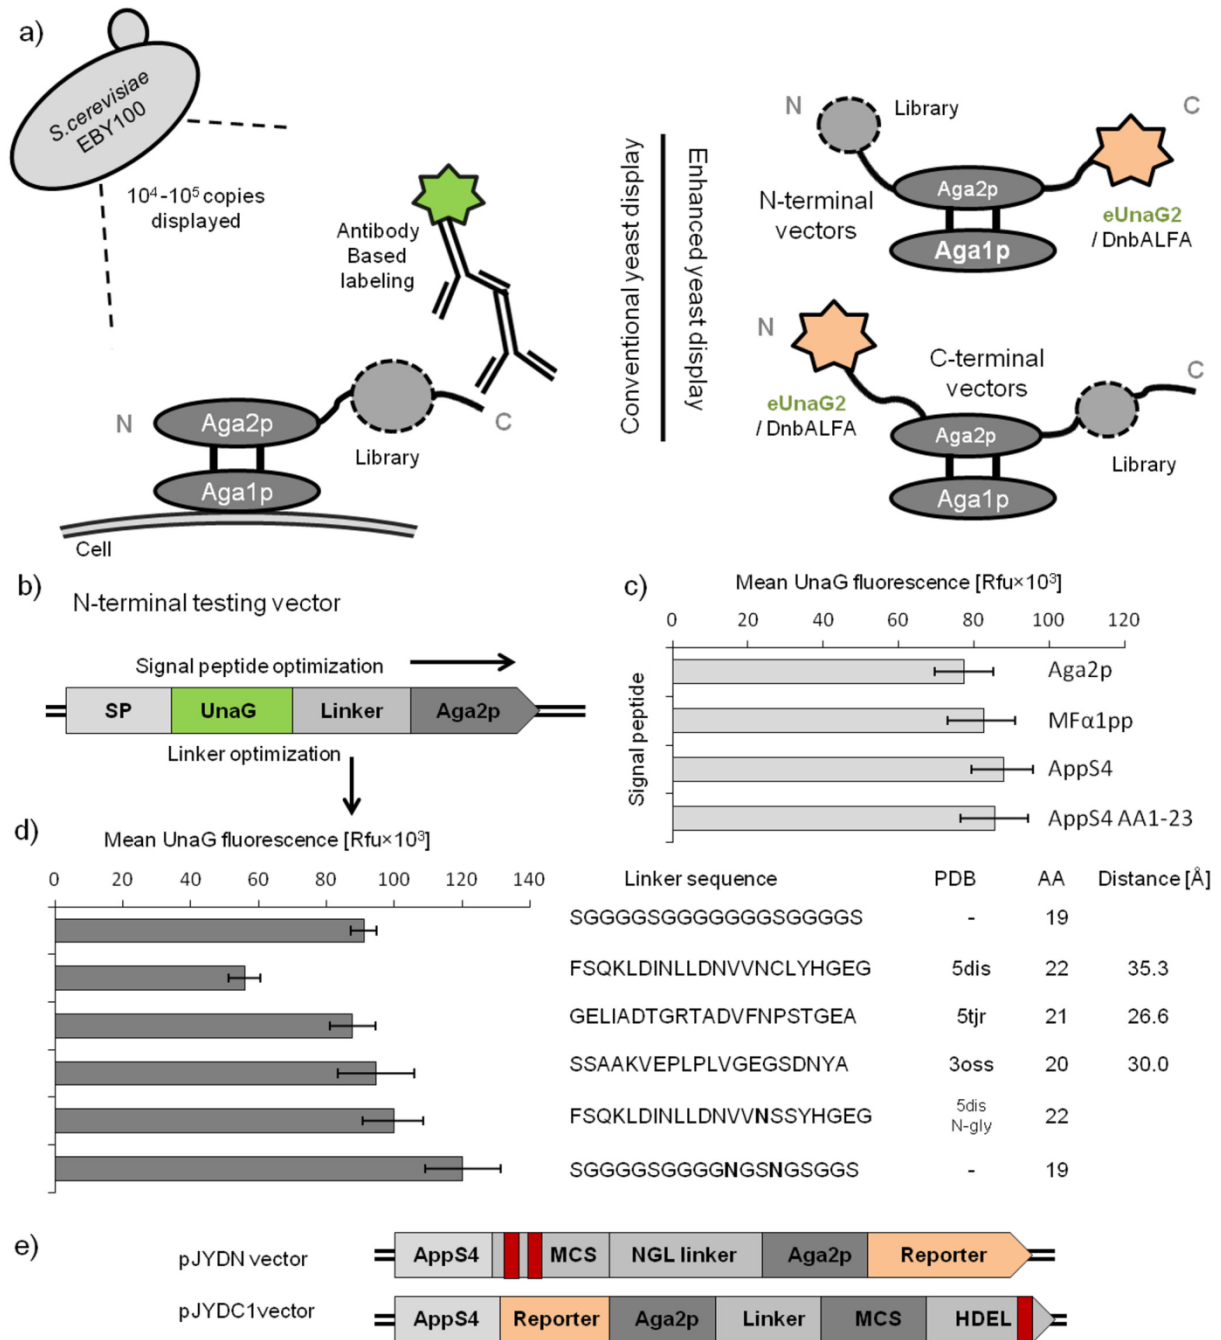 a)
S.cerevisiae
EBY100
10⁴-10⁵ copies
displayed
Antibody
Based
labeling
N
Aga2p
Library
C
Aga1p
Cell
Conventional yeast display
Enhanced yeast display
N
Library
C
Aga2p
N-terminal
vectors
Aga1p
eUnaG2
/ DnbALFA
N
C-terminal
vectors
C
eUnaG2
/ DnbALFA
Aga2p
Library
Aga1p
b)
N-terminal testing vector
Signal peptide optimization
SP UnaG Linker Aga2p
Linker optimization
c)
Mean UnaG fluorescence [Rfu×10³]
0 20 40 60 80 100 120
Signal peptide
Aga2p
MFα1pp
AppS4
AppS4 AA1-23
d)
Mean UnaG fluorescence [Rfu×10³]
0 20 40 60 80 100 120 140
Linker sequence PDB AA Distance [Å]
SGGGGSGGGGGGGSGGGGS - 19
FSQKLDINLLDNVVNCLYHGEG 5dis 22 35.3
GELIADTGRTADVFNPSTGEA 5tjr 21 26.6
SSAAKVEPLPLVGEGSDNYA 3oss 20 30.0
FSQKLDINLLDNVVNSSYHGEG 5dis N-gly 22
SGGGGSGGGGNGSNGSGGS - 19
e)
pJYDN vector
AppS4 MCS NGL linker Aga2p Reporter
pJYDC1vector
AppS4 Reporter Aga2p Linker MCS HDEL